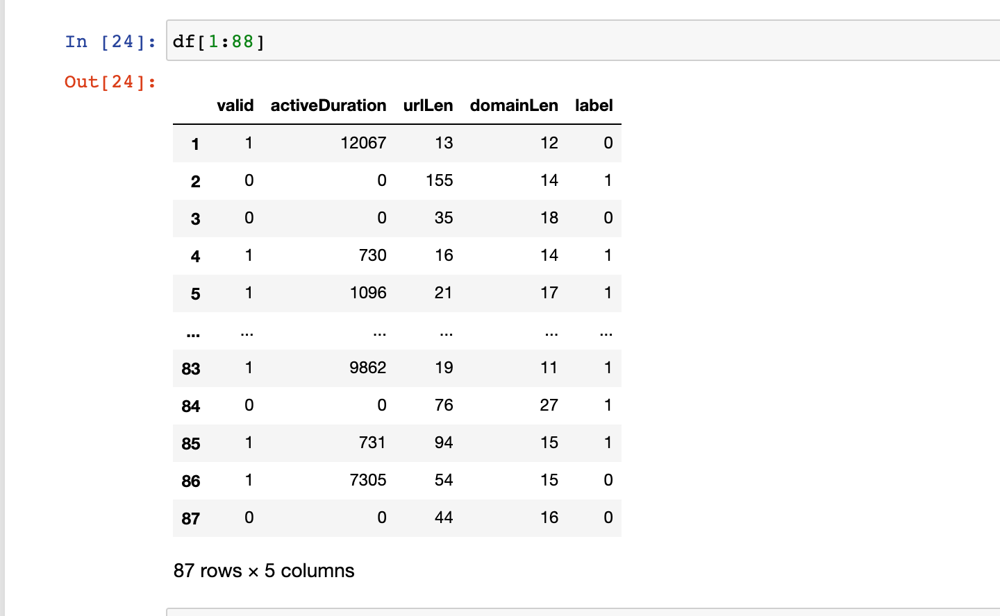 In [24]: df[1:88]
Out[24]:
valid activeDuration urlLen domainLen label
1 1 12067 13 12 0
2 0 0 155 14 1
3 0 0 35 18 0
4 1 730 16 14 1
5 1 1096 21 17 1
... ... ... ... ... ...
83 1 9862 19 11 1
84 0 0 76 27 1
85 1 731 94 15 1
86 1 7305 54 15 0
87 0 0 44 16 0
87 rows × 5 columns